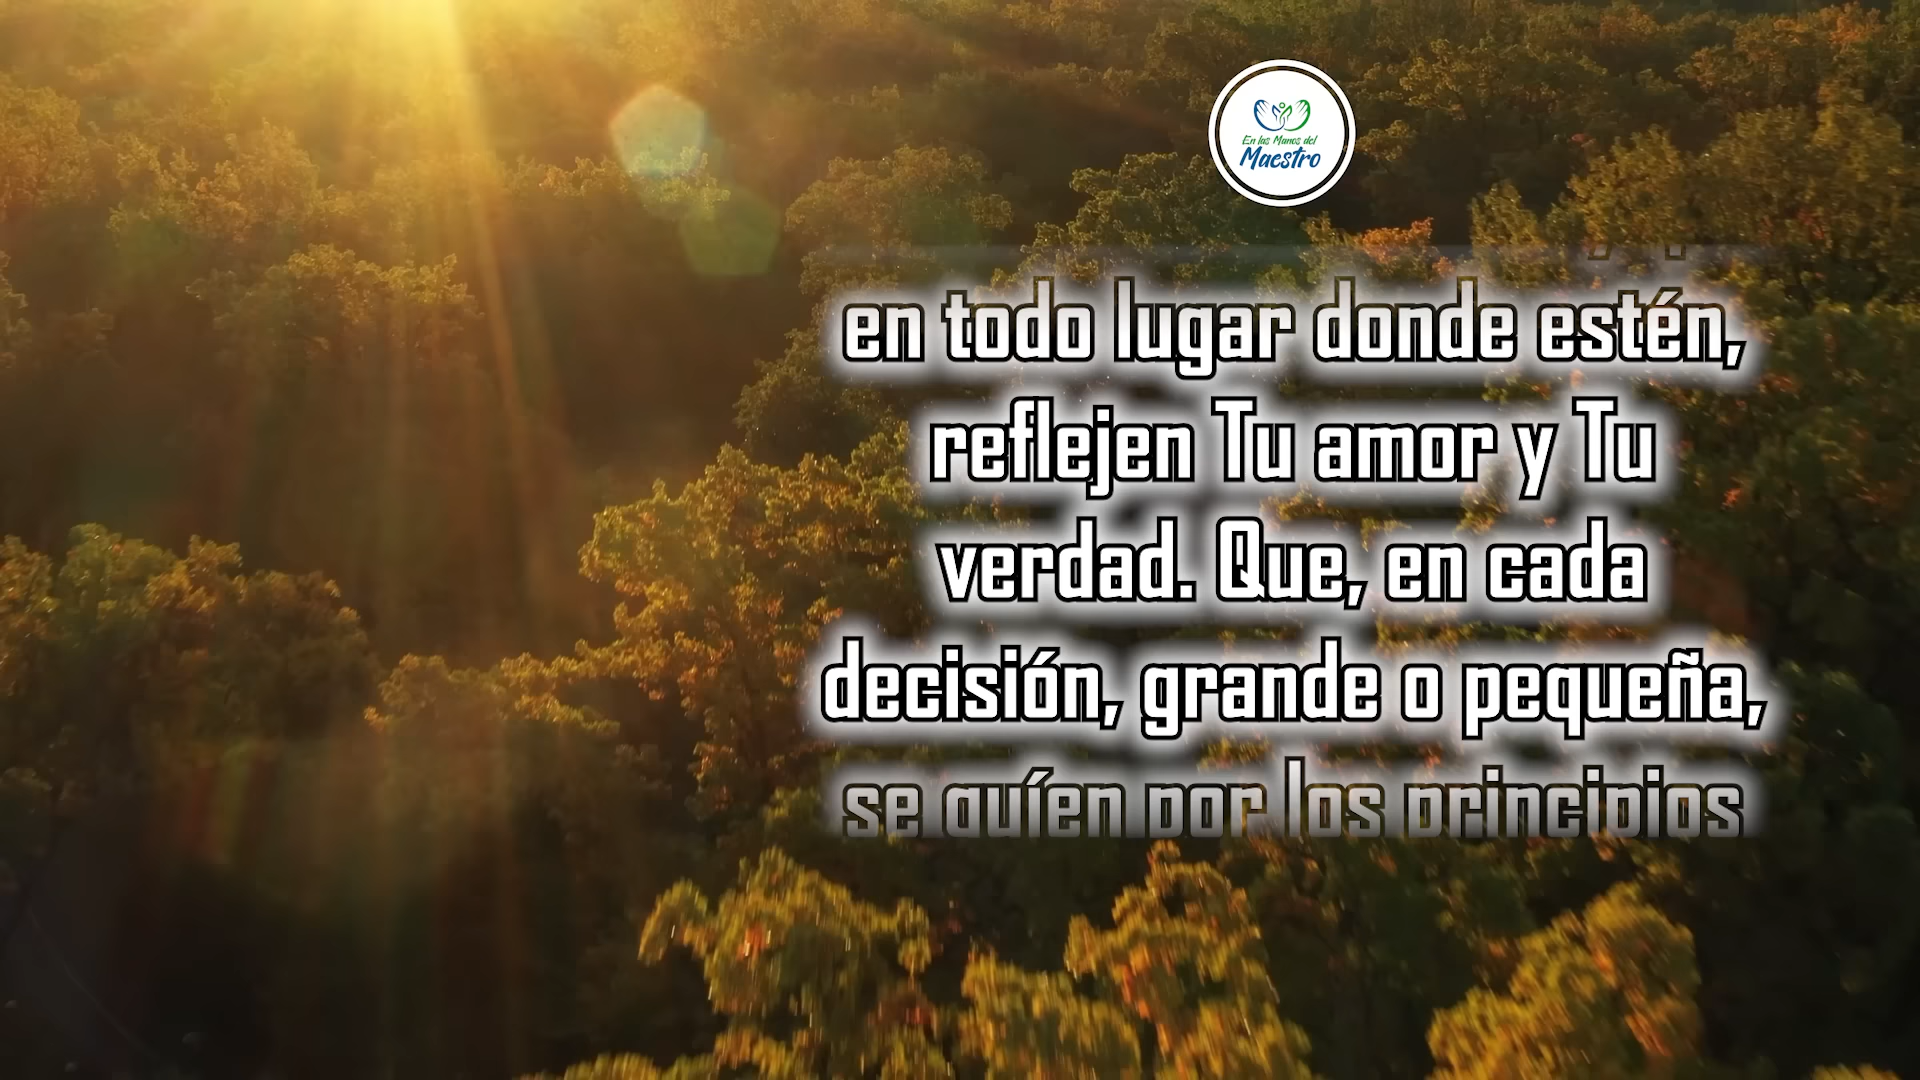 En las Manos del
Maestro
en todo lugar donde estén,
reflejen Tu amor y Tu
verdad. Que, en cada
decisión, grande o pequeña,
se guíen por los principios